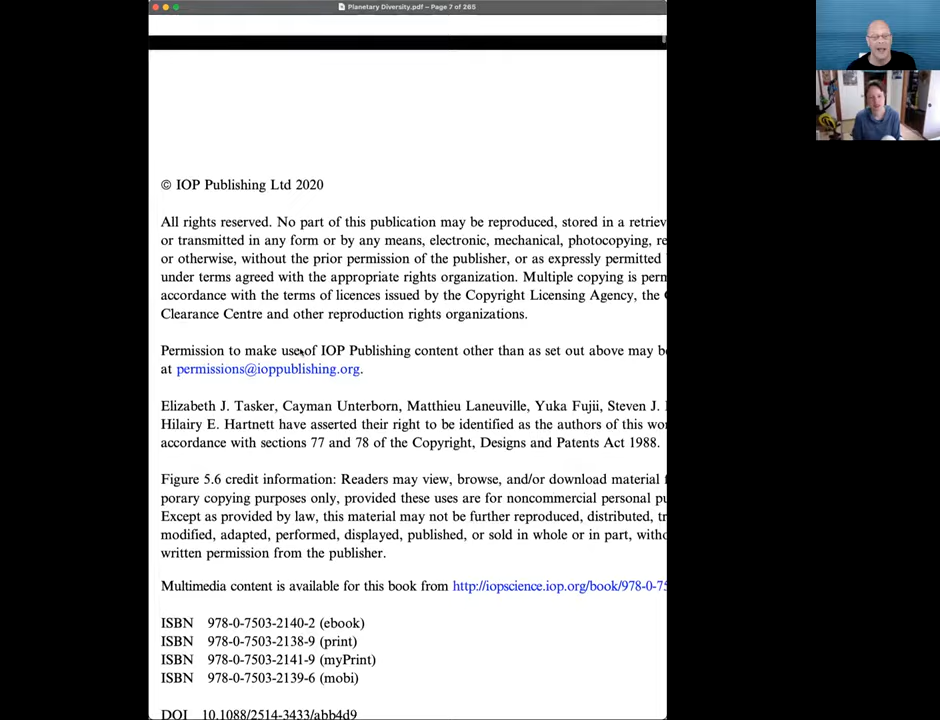 Planetary Diversity.pdf – Page 7 of 265
© IOP Publishing Ltd 2020
All rights reserved. No part of this publication may be reproduced, stored in a retriev
or transmitted in any form or by any means, electronic, mechanical, photocopying, re
or otherwise, without the prior permission of the publisher, or as expressly permitted
under terms agreed with the appropriate rights organization. Multiple copying is perm
accordance with the terms of licences issued by the Copyright Licensing Agency, the C
Clearance Centre and other reproduction rights organizations.
Permission to make use of IOP Publishing content other than as set out above may b
at permissions@ioppublishing.org.
Elizabeth J. Tasker, Cayman Unterborn, Matthieu Laneuville, Yuka Fujii, Steven J.
Hilairy E. Hartnett have asserted their right to be identified as the authors of this wo
accordance with sections 77 and 78 of the Copyright, Designs and Patents Act 1988.
Figure 5.6 credit information: Readers may view, browse, and/or download material f
porary copying purposes only, provided these uses are for noncommercial personal pu
Except as provided by law, this material may not be further reproduced, distributed, tr
modified, adapted, performed, displayed, published, or sold in whole or in part, witho
written permission from the publisher.
Multimedia content is available for this book from http://iopscience.iop.org/book/978-0-75
ISBN 978-0-7503-2140-2 (ebook)
ISBN 978-0-7503-2138-9 (print)
ISBN 978-0-7503-2141-9 (myPrint)
ISBN 978-0-7503-2139-6 (mobi)
DOI 10.1088/2514-3433/abb4d9